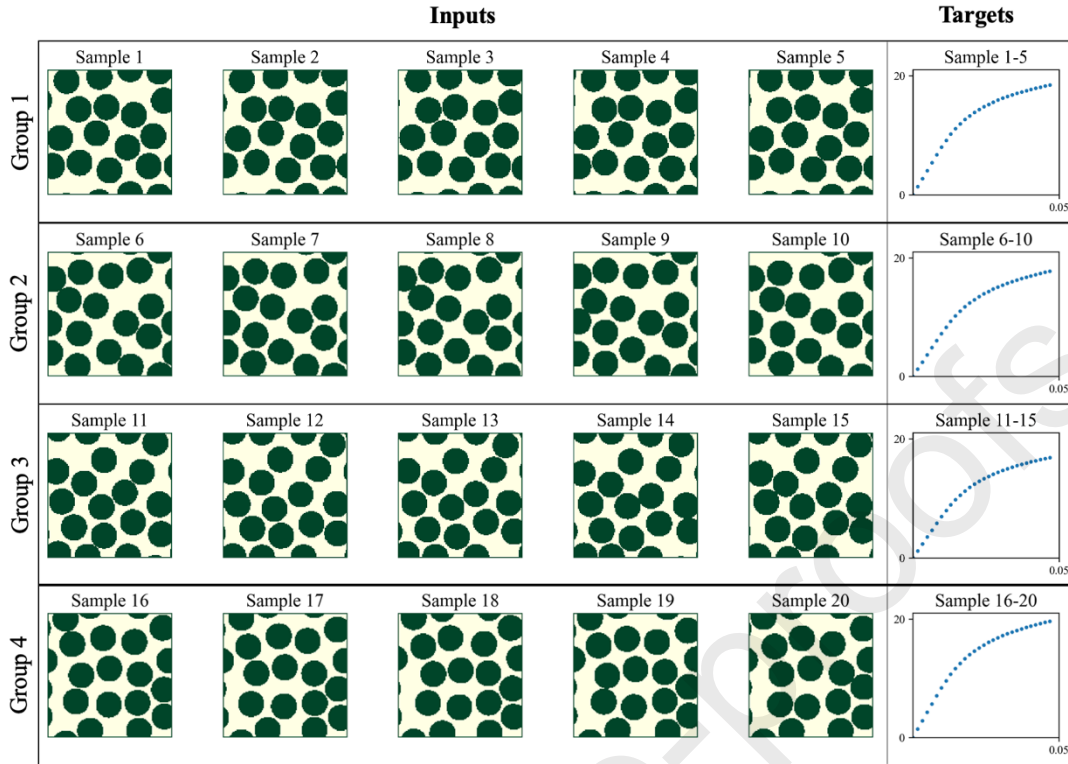 Inputs Targets
Group 1
Sample 1 Sample 2 Sample 3 Sample 4 Sample 5 Sample 1-5
20
0
0.05
Group 2
Sample 6 Sample 7 Sample 8 Sample 9 Sample 10 Sample 6-10
20
0
0.05
Group 3
Sample 11 Sample 12 Sample 13 Sample 14 Sample 15 Sample 11-15
20
0
0.05
Group 4
Sample 16 Sample 17 Sample 18 Sample 19 Sample 20 Sample 16-20
20
0
0.05
e-proofs